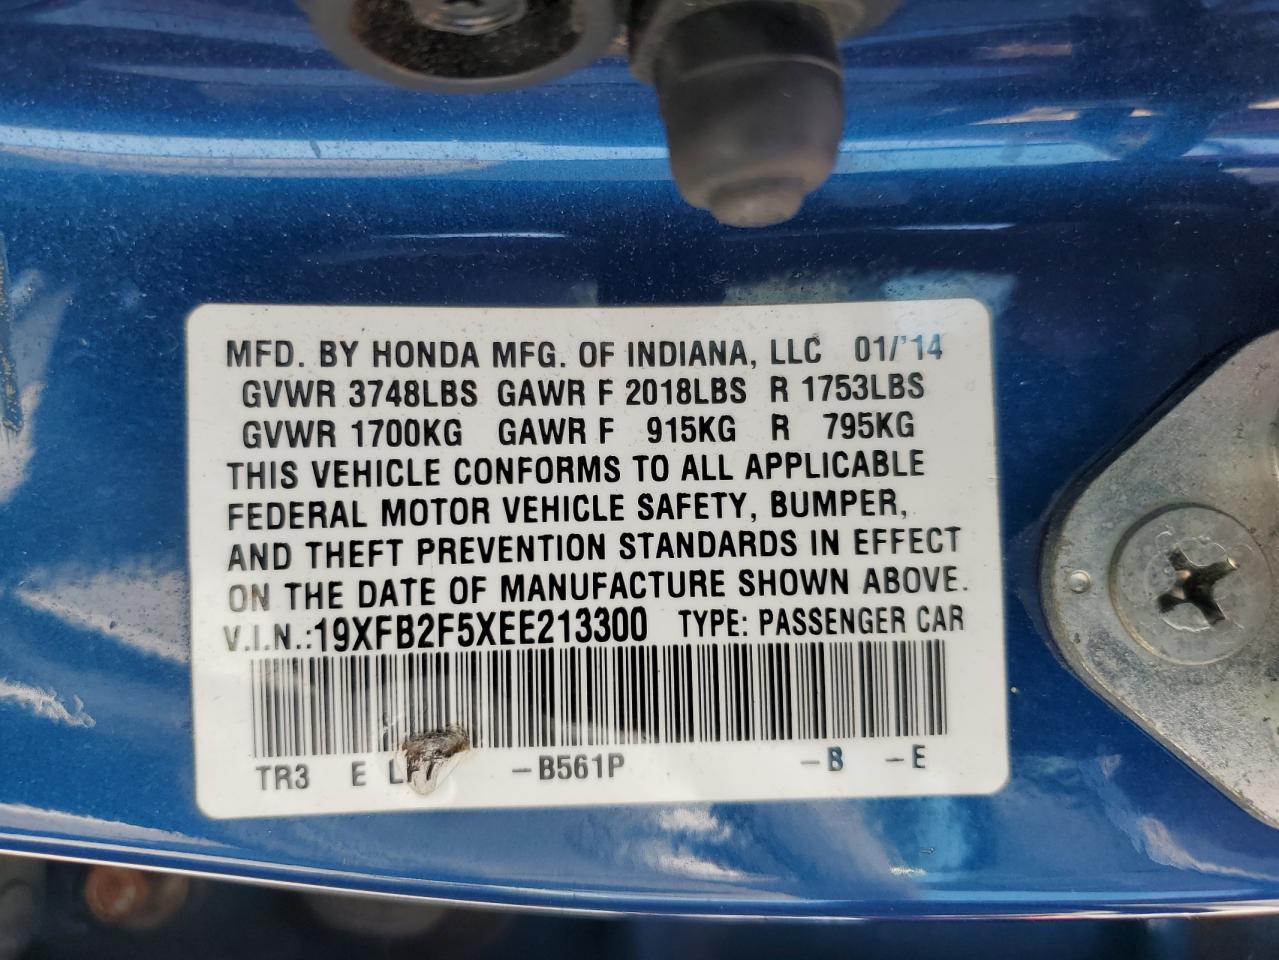 MFD. BY HONDA MFG. OF INDIANA, LLC 01/'14
GVWR 3748LBS GAWR F 2018LBS R 1753LBS
GVWR 1700KG GAWR F 915KG R 795KG
THIS VEHICLE CONFORMS TO ALL APPLICABLE
FEDERAL MOTOR VEHICLE SAFETY, BUMPER,
AND THEFT PREVENTION STANDARDS IN EFFECT
ON THE DATE OF MANUFACTURE SHOWN ABOVE.
V.I.N.:19XFB2F5XEE213300 TYPE: PASSENGER CAR
TR3 E -B561P -B -E